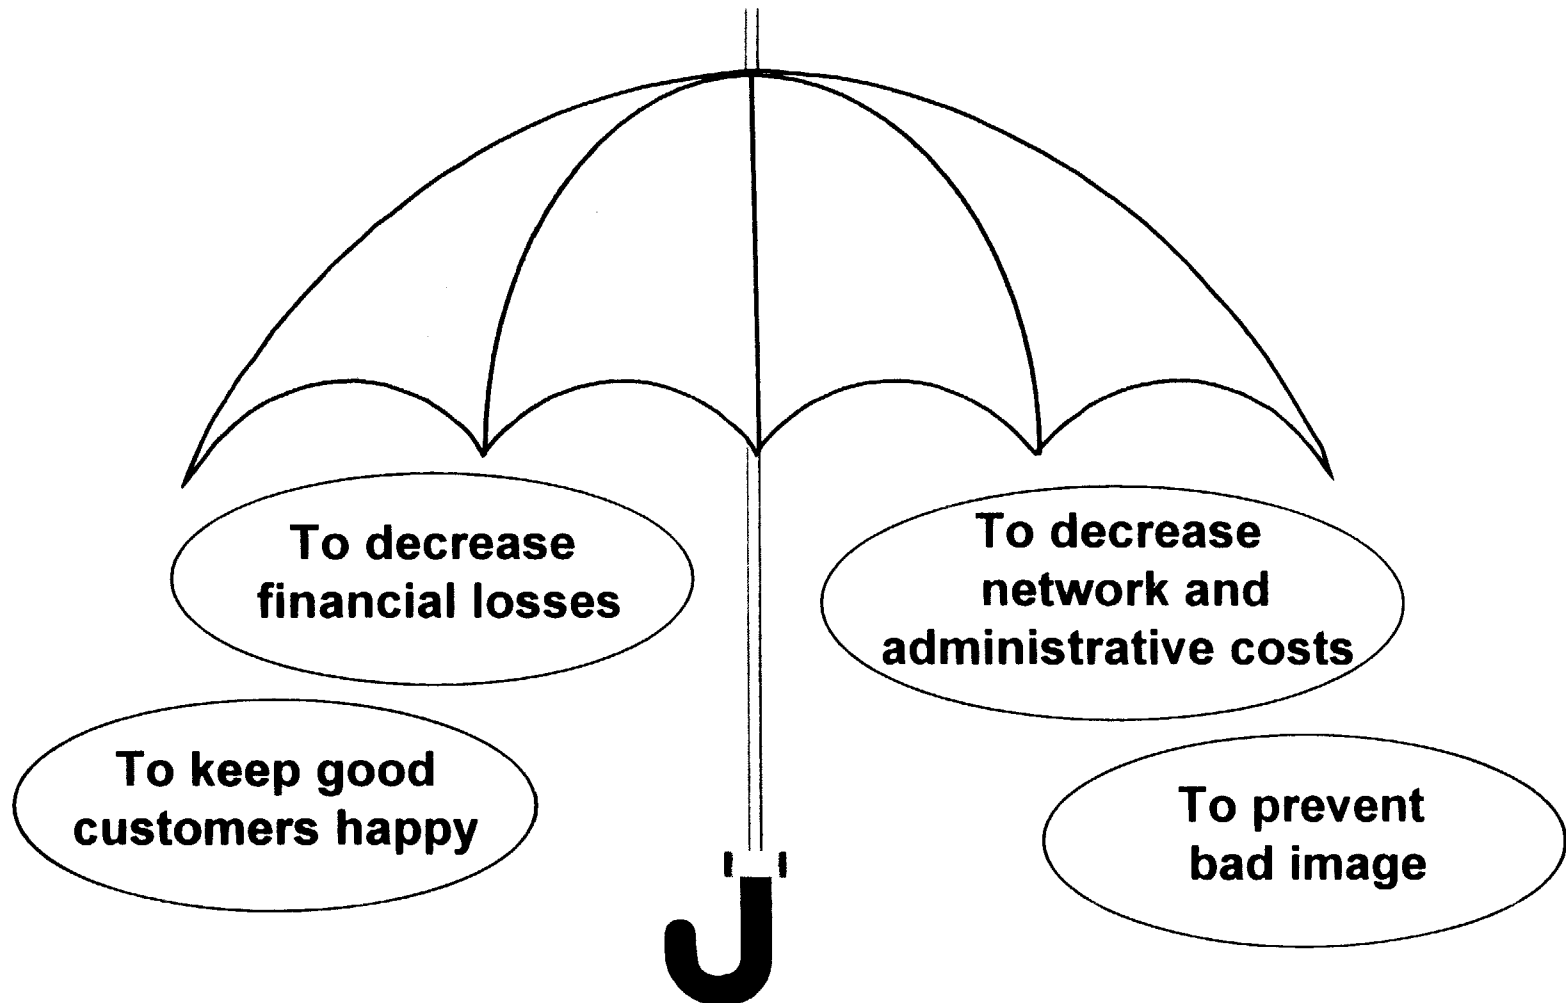 To decrease
financial losses
To decrease
network and
administrative costs
To keep good
customers happy
To prevent
bad image